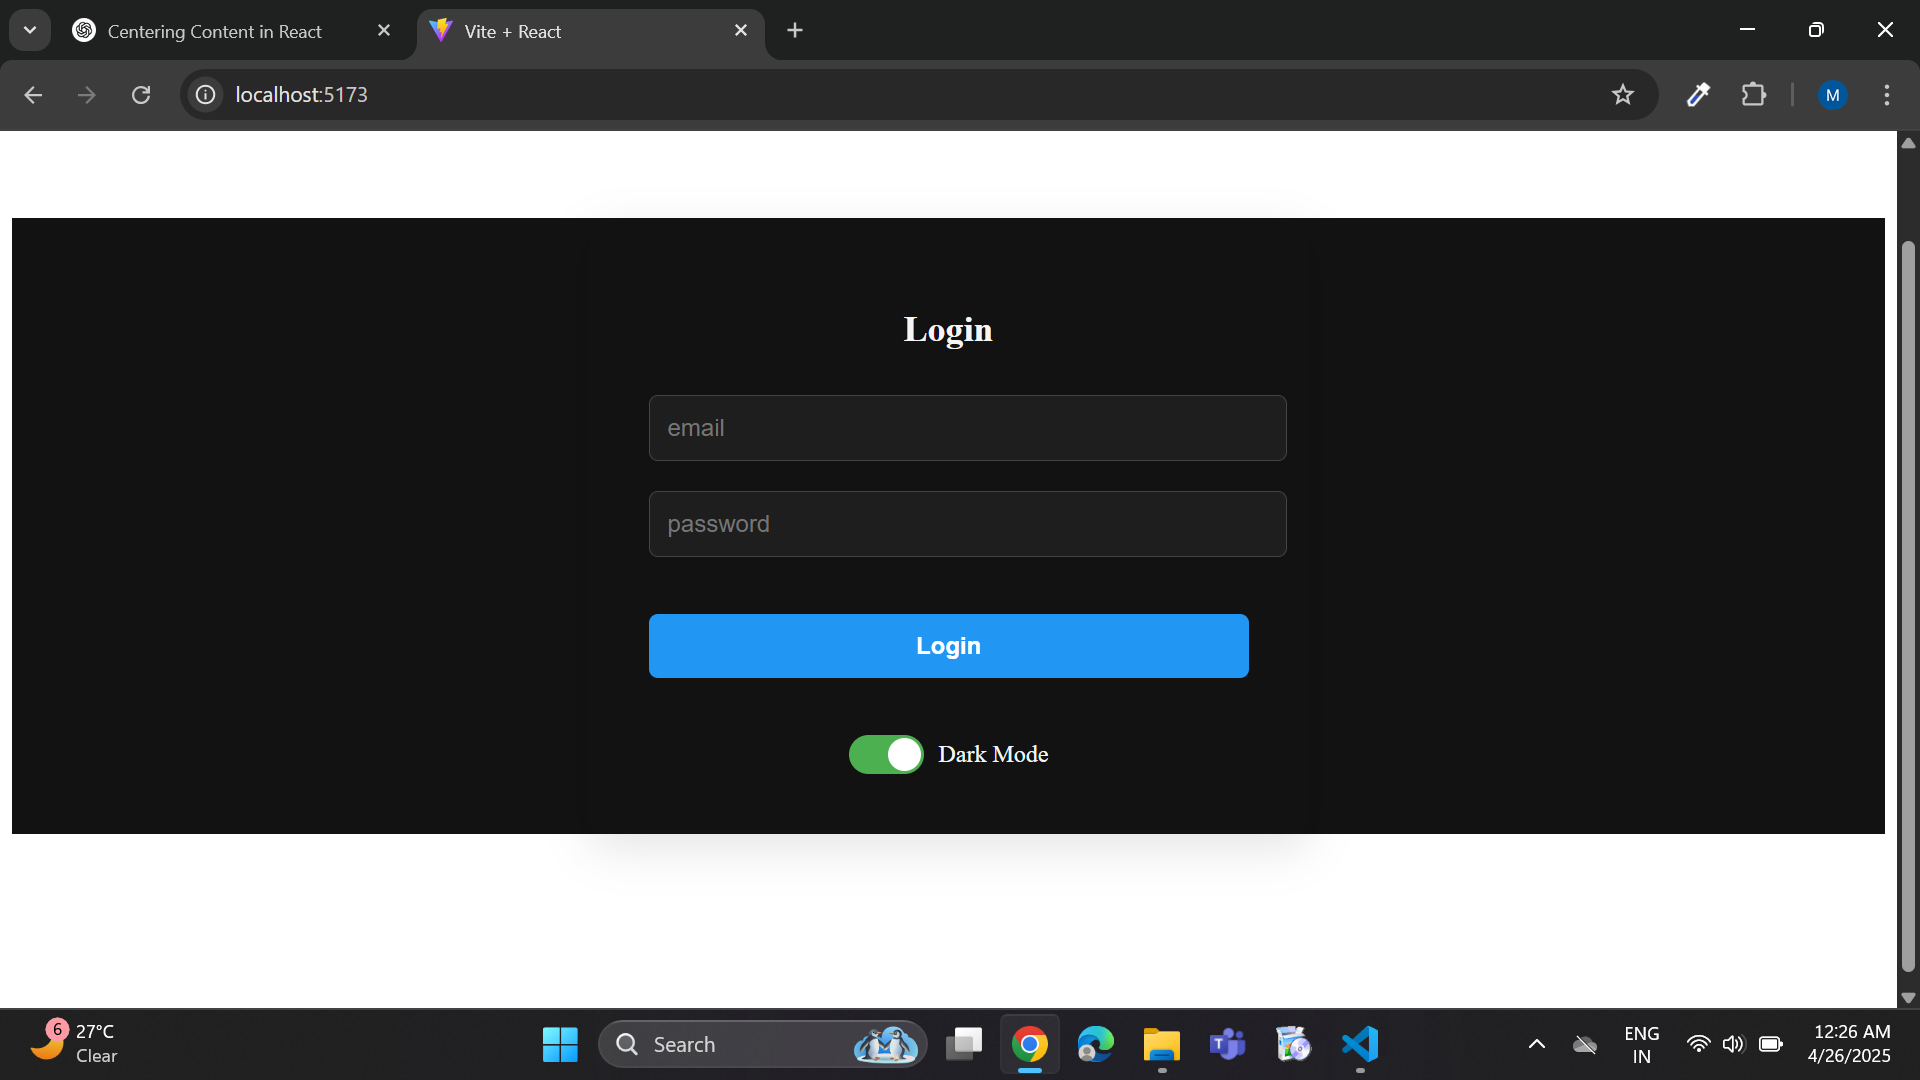 Centering Content in React
Vite + React
localhost:5173
M
Login
email
password
Login
Dark Mode
6
27°C
Clear
Search
T
ENG
IN
12:26 AM
4/26/2025